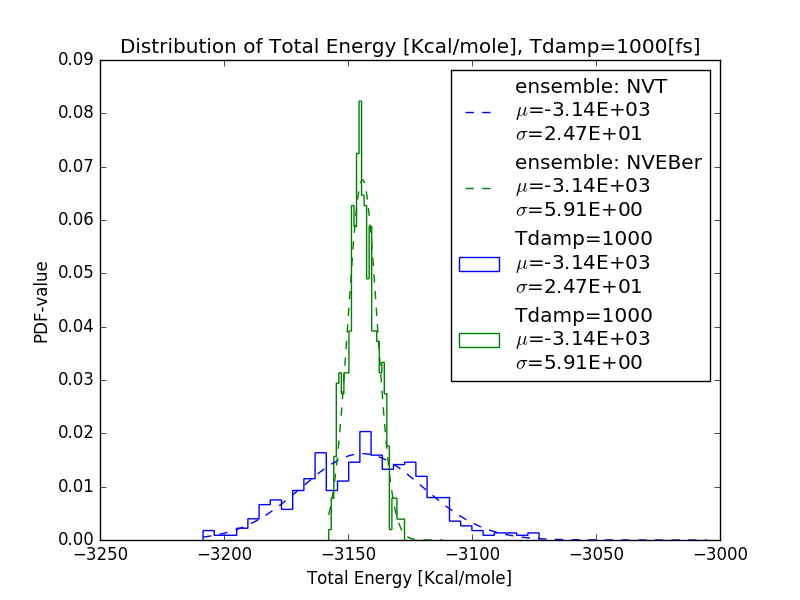 Distribution of Total Energy [Kcal/mole], Tdamp=1000[fs]
0.09
0.08
0.07
0.06
0.05
0.04
0.03
0.02
0.01
0.00
PDF-value
ensemble: NVT
μ=-3.14E+03
σ=2.47E+01
ensemble: NVEBer
μ=-3.14E+03
σ=5.91E+00
Tdamp=1000
μ=-3.14E+03
σ=2.47E+01
Tdamp=1000
μ=-3.14E+03
σ=5.91E+00
−3250 −3200 −3150 −3100 −3050 −3000
Total Energy [Kcal/mole]